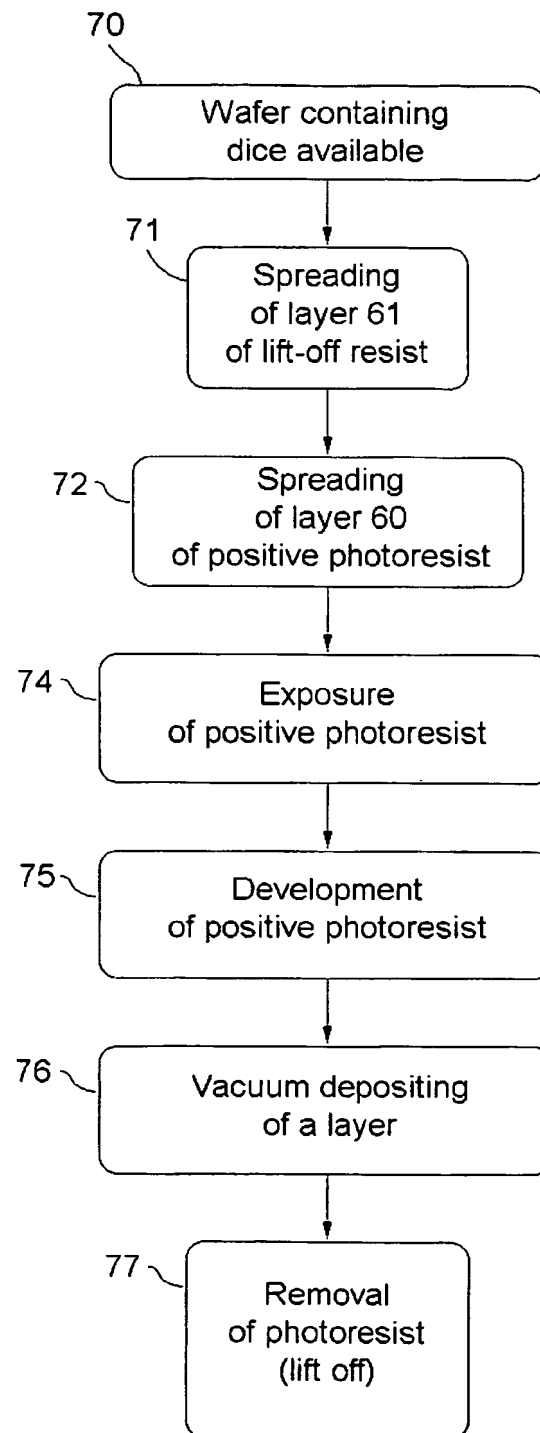 70
Wafer containing
dice available
71
Spreading
of layer 61
of lift-off resist
72
Spreading
of layer 60
of positive photoresist
74
Exposure
of positive photoresist
75
Development
of positive photoresist
76
Vacuum depositing
of a layer
77
Removal
of photoresist
(lift off)